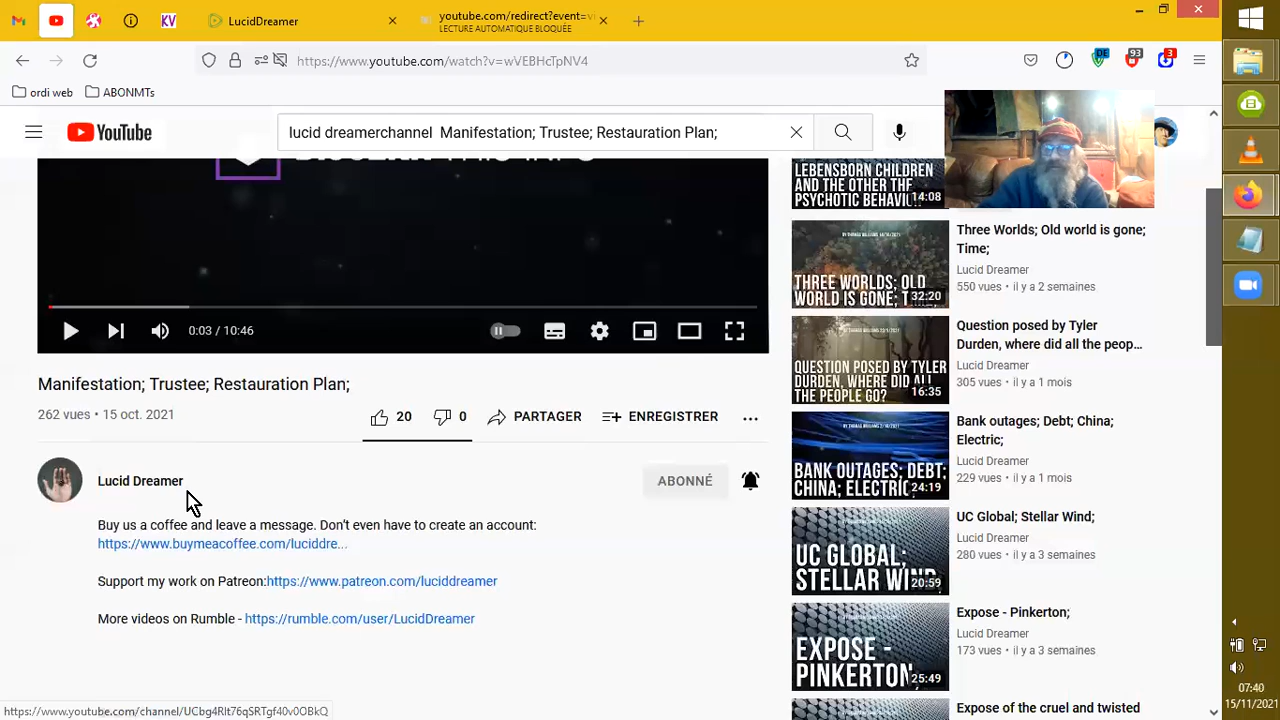 KV
LucidDreamer
youtube.com/redirect?event=vi
LECTURE AUTOMATIQUE BLOQUÉE
https://www.youtube.com/watch?v=wVEBHcTpNV4
DE
93
3
ordi web
ABONMTs
YouTube
lucid dreamerchannel Manifestation; Trustee; Restauration Plan;
0:03 / 10:46
Manifestation; Trustee; Restauration Plan;
262 vues • 15 oct. 2021
20
0
PARTAGER
ENREGISTRER
Lucid Dreamer
ABONNÉ
Buy us a coffee and leave a message. Don't even have to create an account:
https://www.buymeacoffee.com/luciddre...
Support my work on Patreon:https://www.patreon.com/luciddreamer
More videos on Rumble - https://rumble.com/user/LucidDreamer
https://www.youtube.com/channel/UCbg4Rlt76qSRTgf40v0OBkQ
LEBENSBORN CHILDREN
AND THE OTHER THE
PSYCHOTIC BEHAVIO
14:08
THREE WORLDS; OLD
WORLD IS GONE; TIME;
32:20
Three Worlds; Old world is gone;
Time;
Lucid Dreamer
550 vues • il y a 2 semaines
QUESTION POSED BY TYLER
DURDEN, WHERE DID ALL
THE PEOPLE GO?
16:35
Question posed by Tyler
Durden, where did all the peop...
Lucid Dreamer
305 vues • il y a 1 mois
BANK OUTAGES; DEBT;
CHINA; ELECTRIC;
24:19
Bank outages; Debt; China;
Electric;
Lucid Dreamer
229 vues • il y a 1 mois
UC GLOBAL;
STELLAR WIND;
20:59
UC Global; Stellar Wind;
Lucid Dreamer
280 vues • il y a 3 semaines
EXPOSE -
PINKERTON;
25:49
Expose - Pinkerton;
Lucid Dreamer
173 vues • il y a 3 semaines
Expose of the cruel and twisted
07:40
15/11/2021